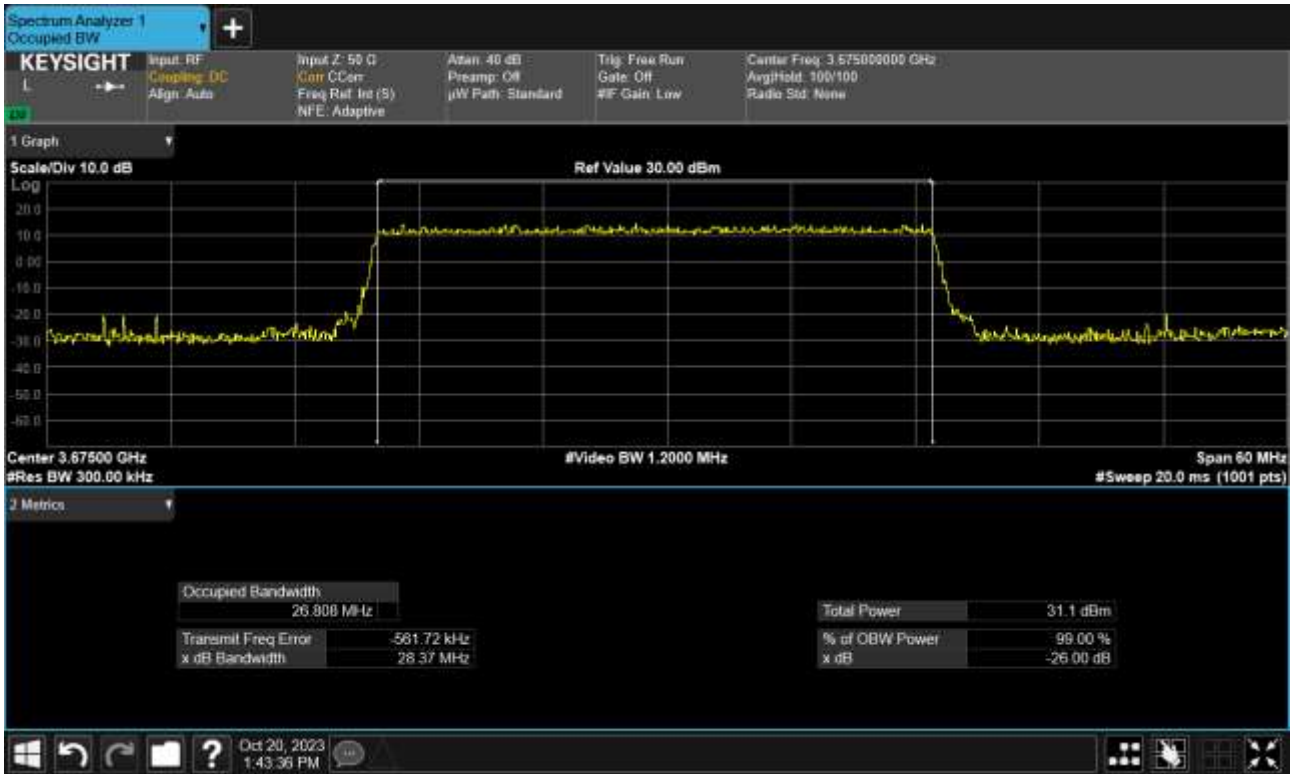 Spectrum Analyzer 1
Occupied BW
KEYSIGHT
L
Input: RF
Coupling: DC
Align: Auto
Input Z: 50 Ω
Corr CCorr
Freq Ref: Int (S)
NFE: Adaptive
Atten: 40 dB
Preamp: Off
µW Path: Standard
Trig: Free Run
Gate: Off
#IF Gain: Low
Center Freq: 3.675000000 GHz
Avg|Hold: 100/100
Radio Std: None
1 Graph
Scale/Div 10.0 dB
Ref Value 30.00 dBm
Log
20.0
10.0
0.00
-10.0
-20.0
-30.0
-40.0
-50.0
-60.0
Center 3.67500 GHz
#Video BW 1.2000 MHz
Span 60 MHz
#Res BW 300.00 kHz
#Sweep 20.0 ms (1001 pts)
2 Metrics
Occupied Bandwidth
26.808 MHz
Total Power 31.1 dBm
Transmit Freq Error -561.72 kHz
% of OBW Power 99.00 %
x dB Bandwidth 28.37 MHz
x dB -26.00 dB
?
Oct 20, 2023
1:43:36 PM